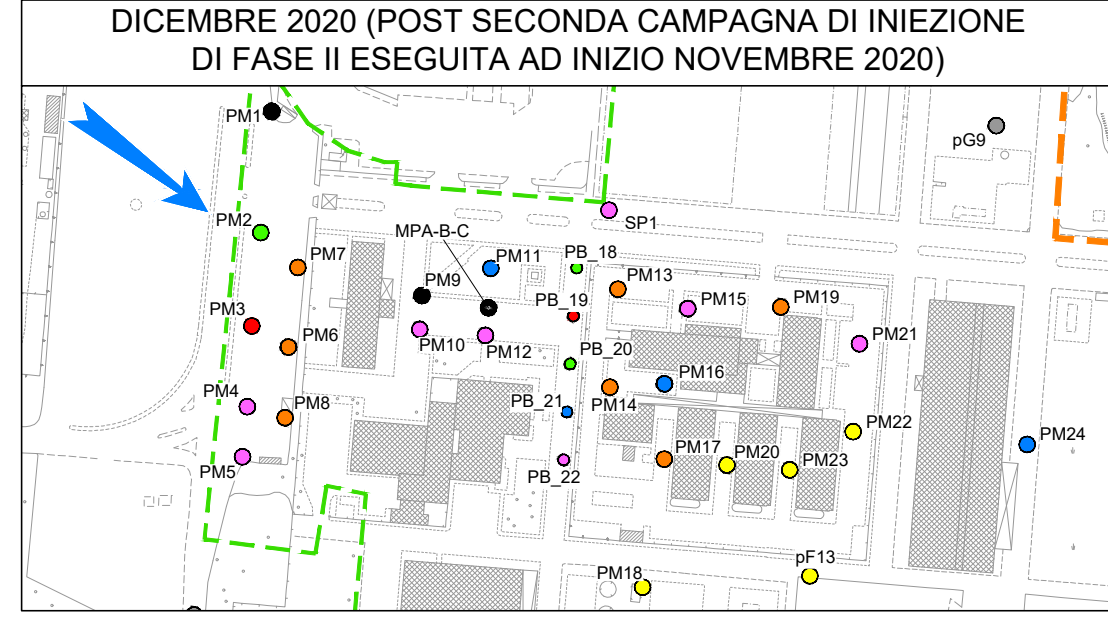 DICEMBRE 2020 (POST SECONDA CAMPAGNA DI INIEZIONE
DI FASE II ESEGUITA AD INIZIO NOVEMBRE 2020)
PM1
pG9
PM2
SP1
MPA-B-C
PM7
PM11
PB_18
PM9
PM13
PB_19
PM15
PM19
PM3
PM6
PM10
PM12
PM21
PB_20
PM16
PM4
PM8
PB_21
PM14
PM22
PM24
PM5
PB_22
PM17
PM20
PM23
pF13
PM18